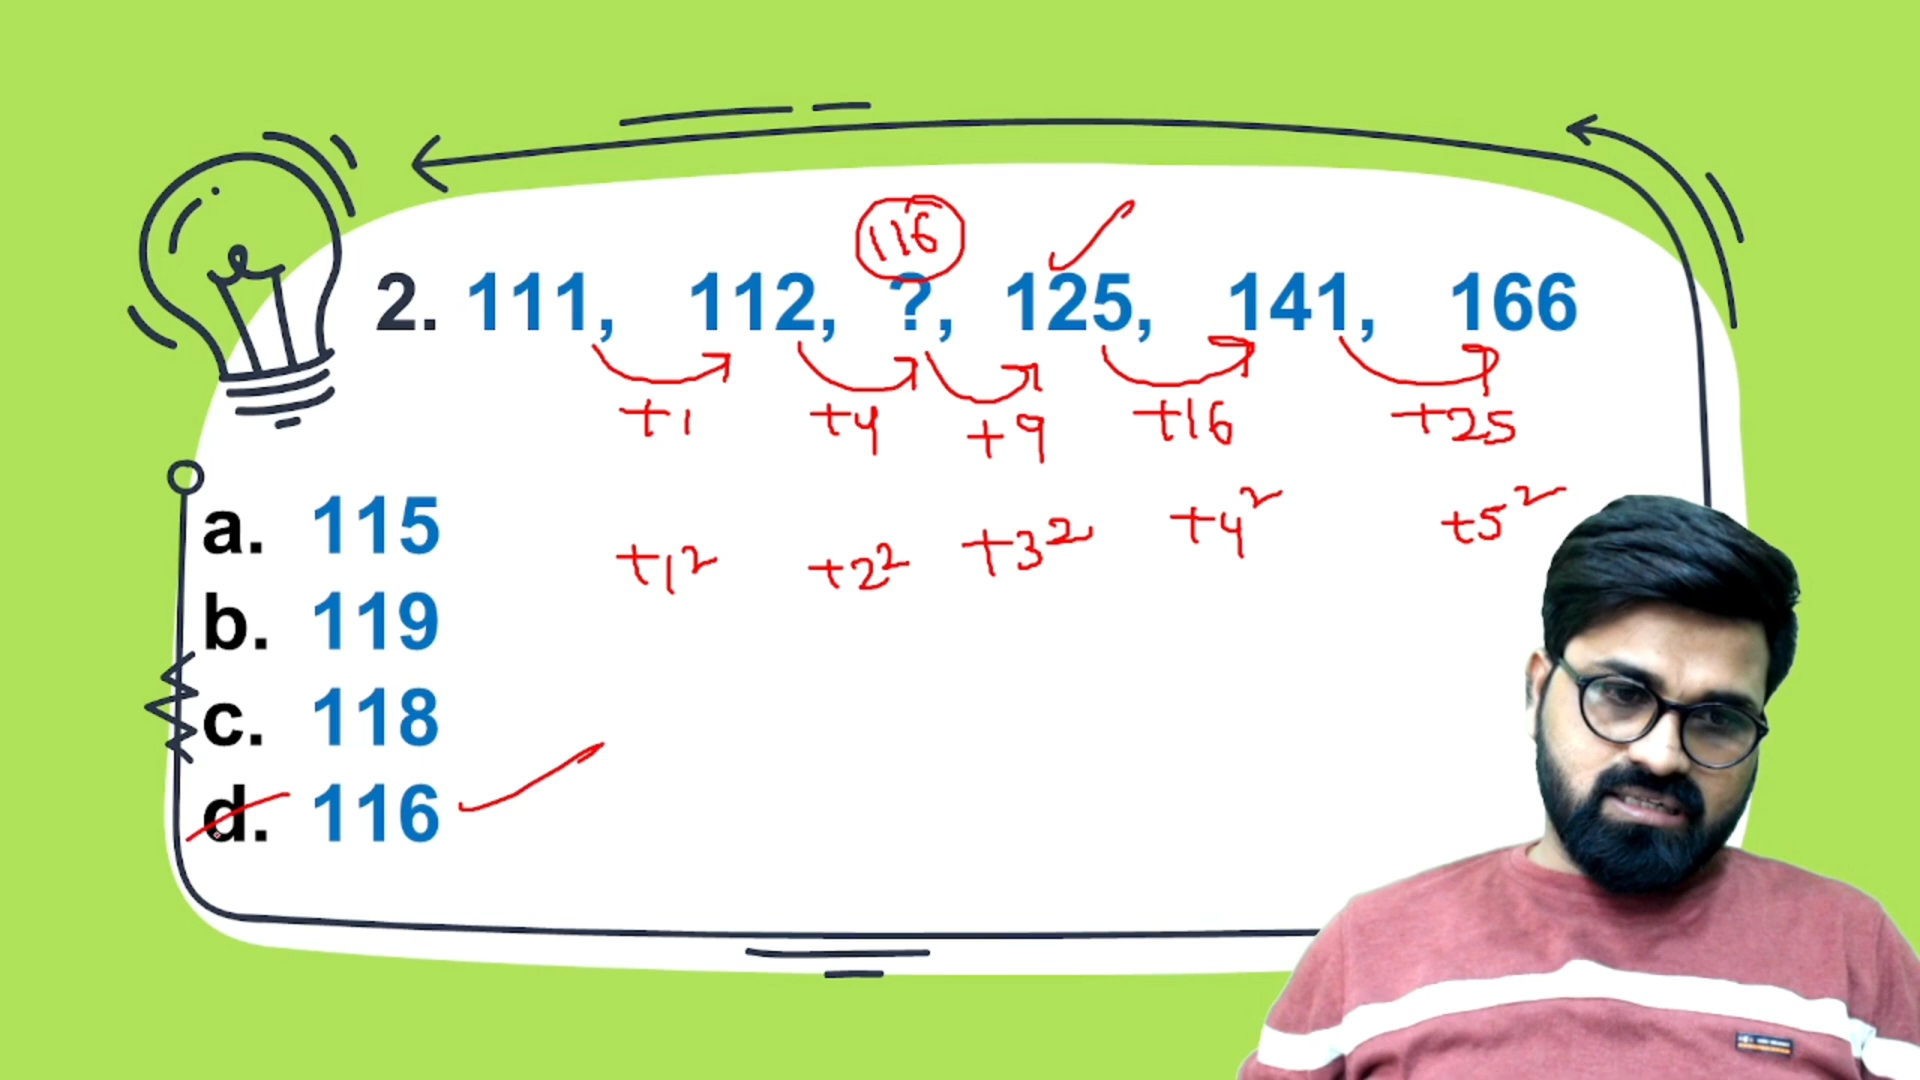 116
2. 111, 112, ?, 125, 141, 166
+1 +4 +9 +16 +25
+1² +2² +3² +4² +5²
a. 115
b. 119
c. 118
d. 116